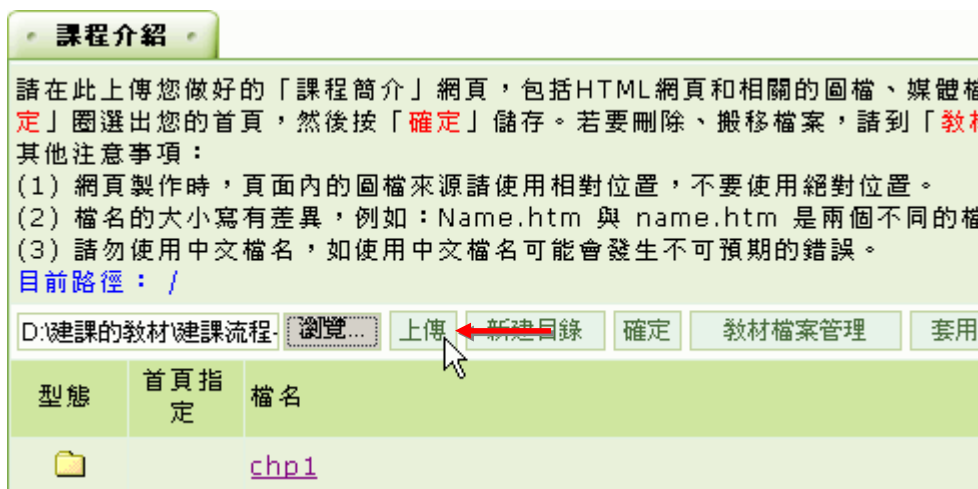 課程介紹
請在此上傳您做好的「課程簡介」網頁，包括HTML網頁和相關的圖檔、媒體檔
定」圈選出您的首頁，然後按「確定」儲存。若要刪除、搬移檔案，請到「教材
其他注意事項：
(1) 網頁製作時，頁面內的圖檔來源請使用相對位置，不要使用絕對位置。
(2) 檔名的大小寫有差異，例如：Name.htm 與 name.htm 是兩個不同的檔
(3) 請勿使用中文檔名，如使用中文檔名可能會發生不可預期的錯誤。
目前路徑： /
D:\建課的教材\建課流程- 瀏覽... 上傳 新建目錄 確定 教材檔案管理 套用
型態 首頁指定 檔名
chp1